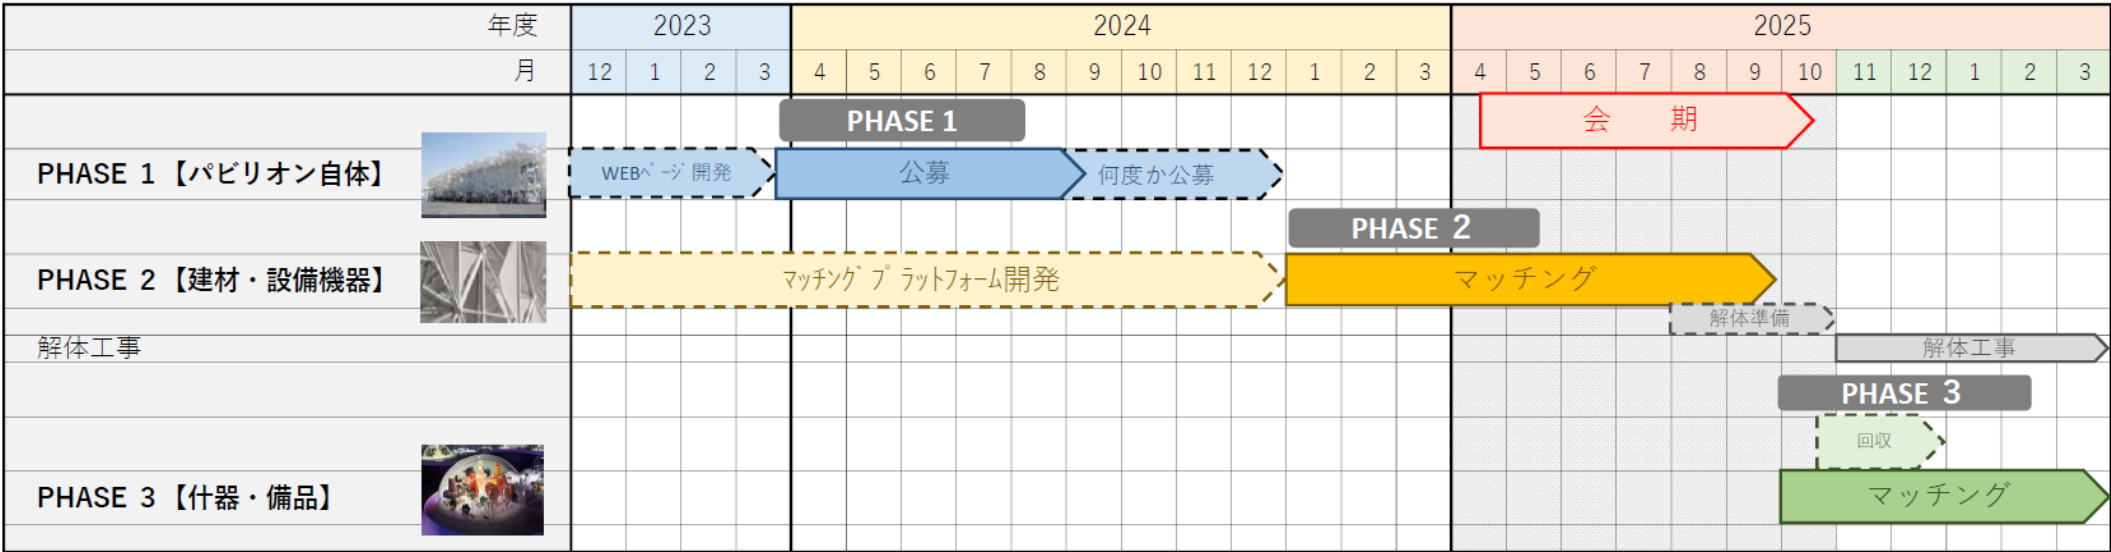 年度 2023 2024 2025
月 12 1 2 3 4 5 6 7 8 9 10 11 12 1 2 3 4 5 6 7 8 9 10 11 12 1 2 3
PHASE 1 会 期
PHASE 1【パビリオン自体】 WEBページ開発 公募 何度か公募
PHASE 2
PHASE 2【建材・設備機器】 マッチングプラットフォーム開発 マッチング
解体準備
解体工事 解体工事
PHASE 3
回収
PHASE 3【什器・備品】 マッチング